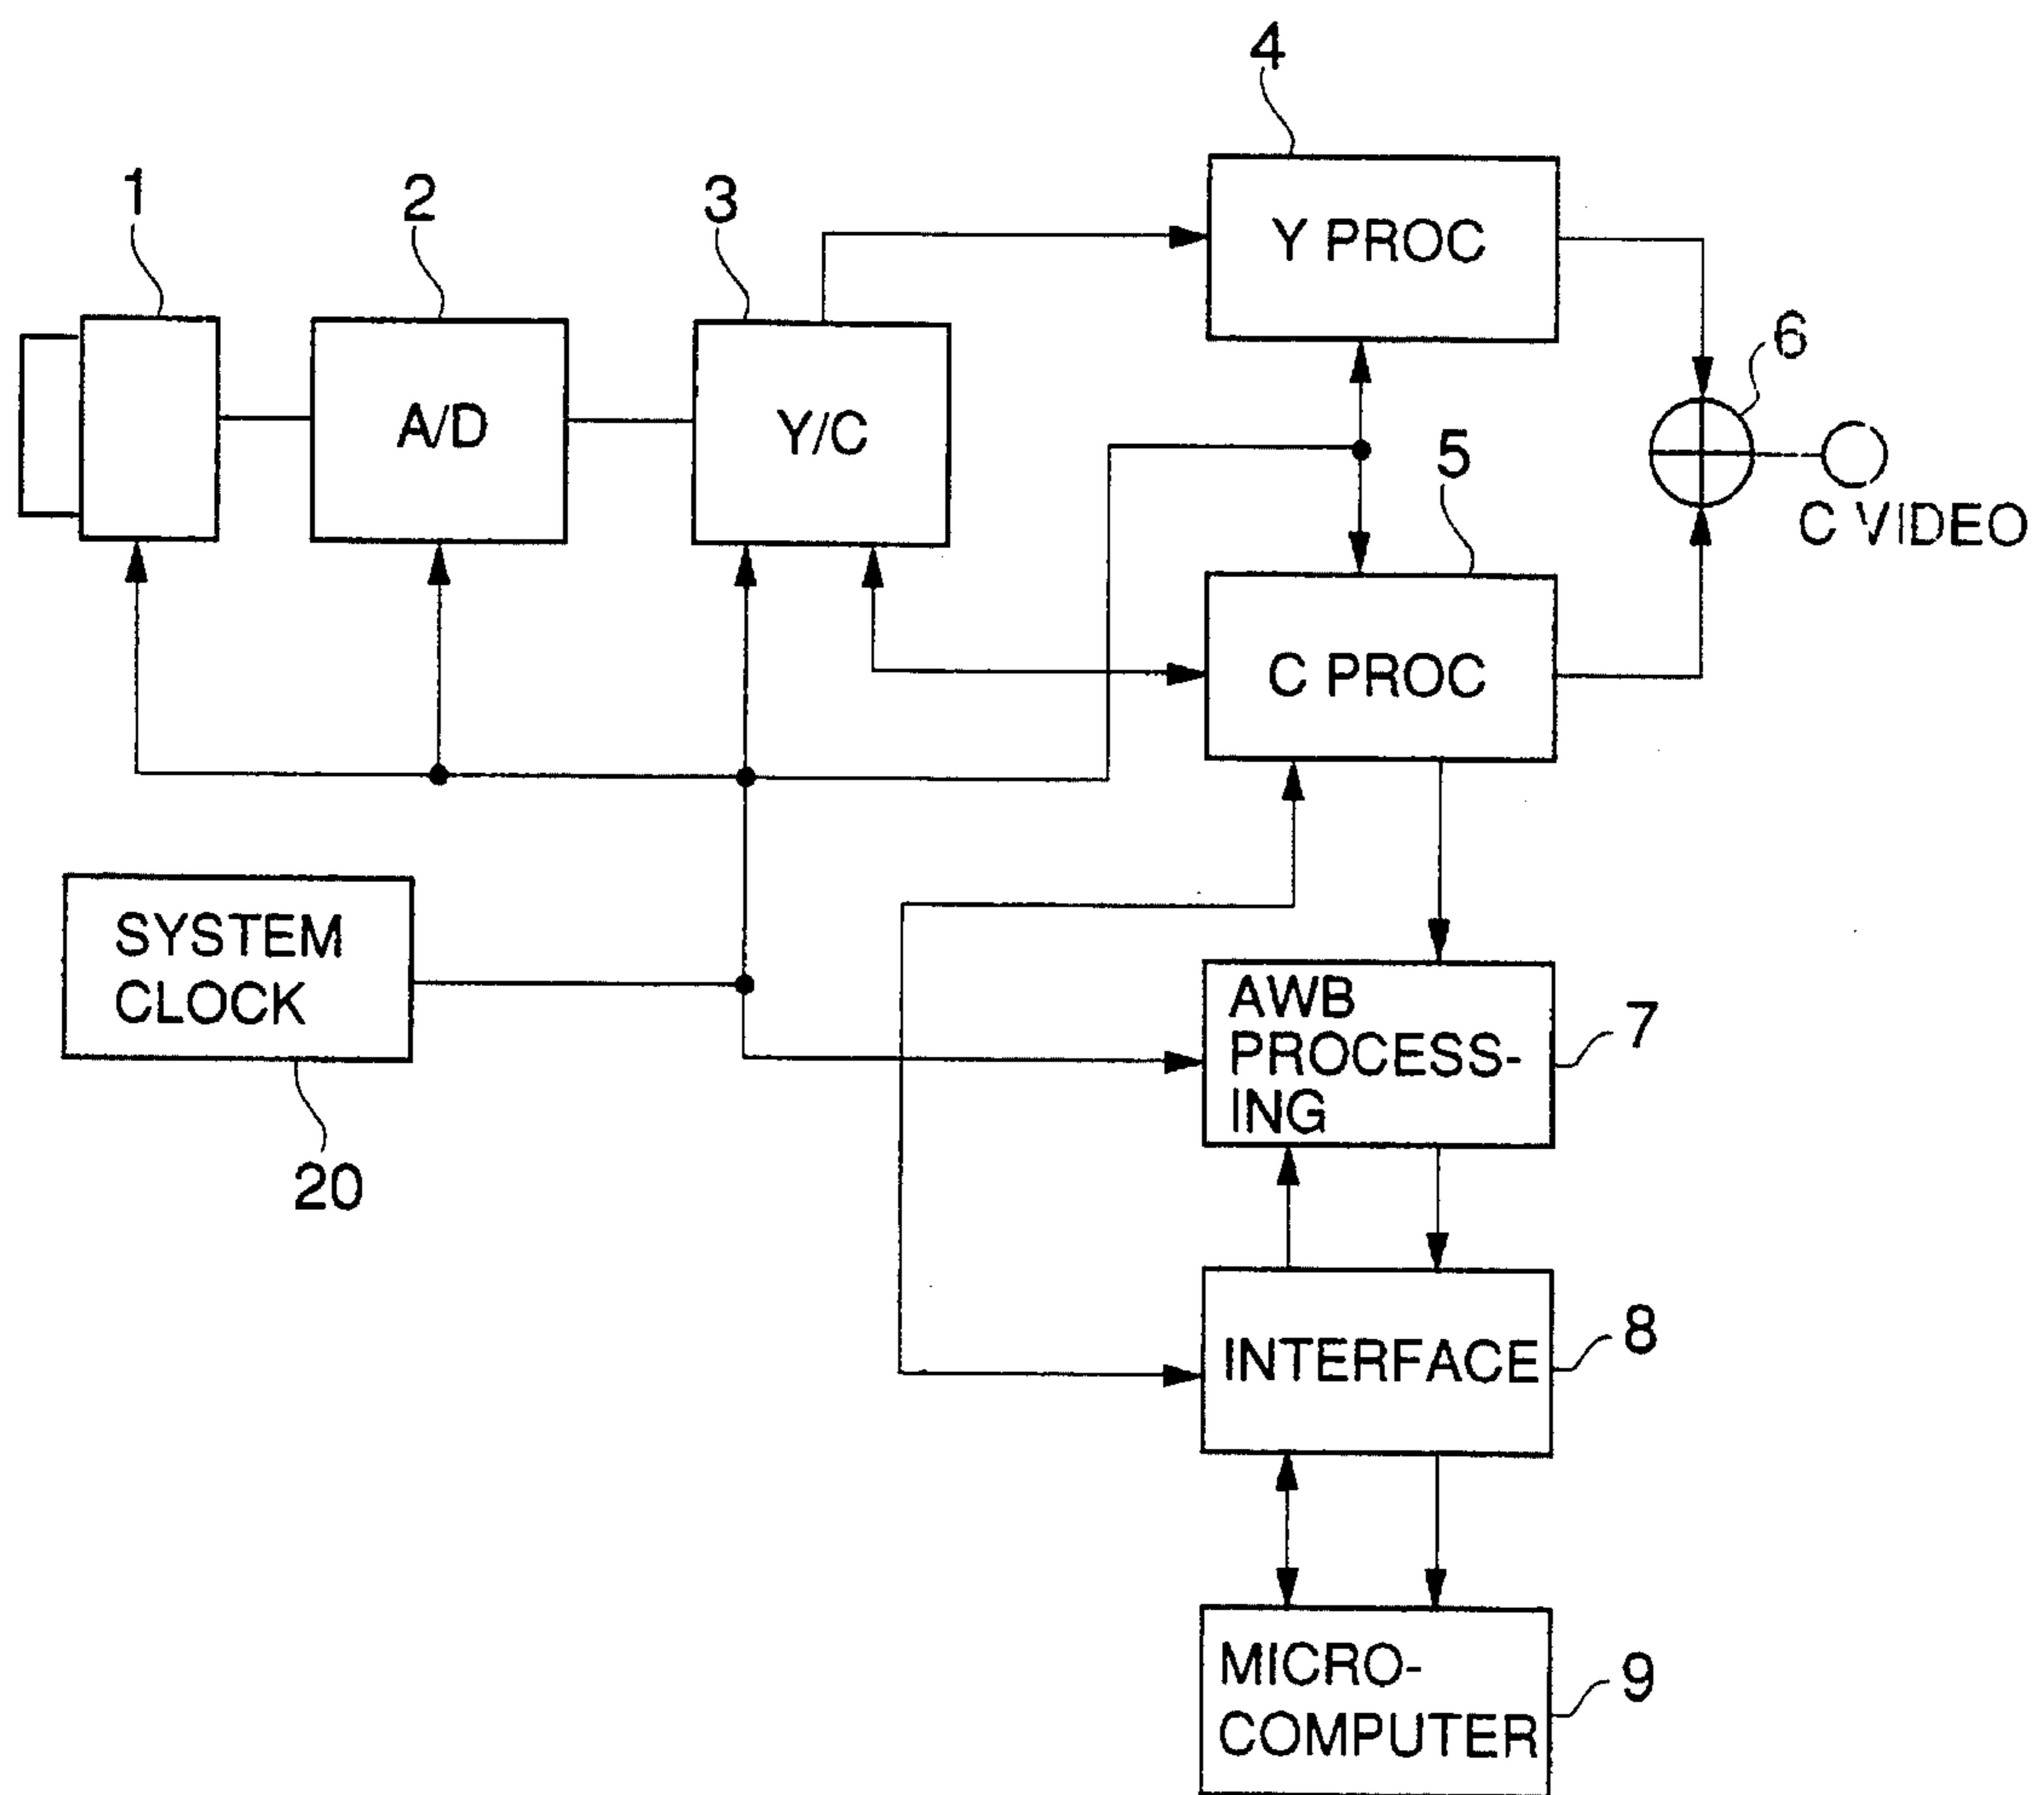 4
1
2
3
Y PROC
6
A/D
Y/C
5
C VIDEO
C PROC
SYSTEM
CLOCK
AWB
PROCESS-
ING
7
20
INTERFACE
8
MICRO-
COMPUTER
9